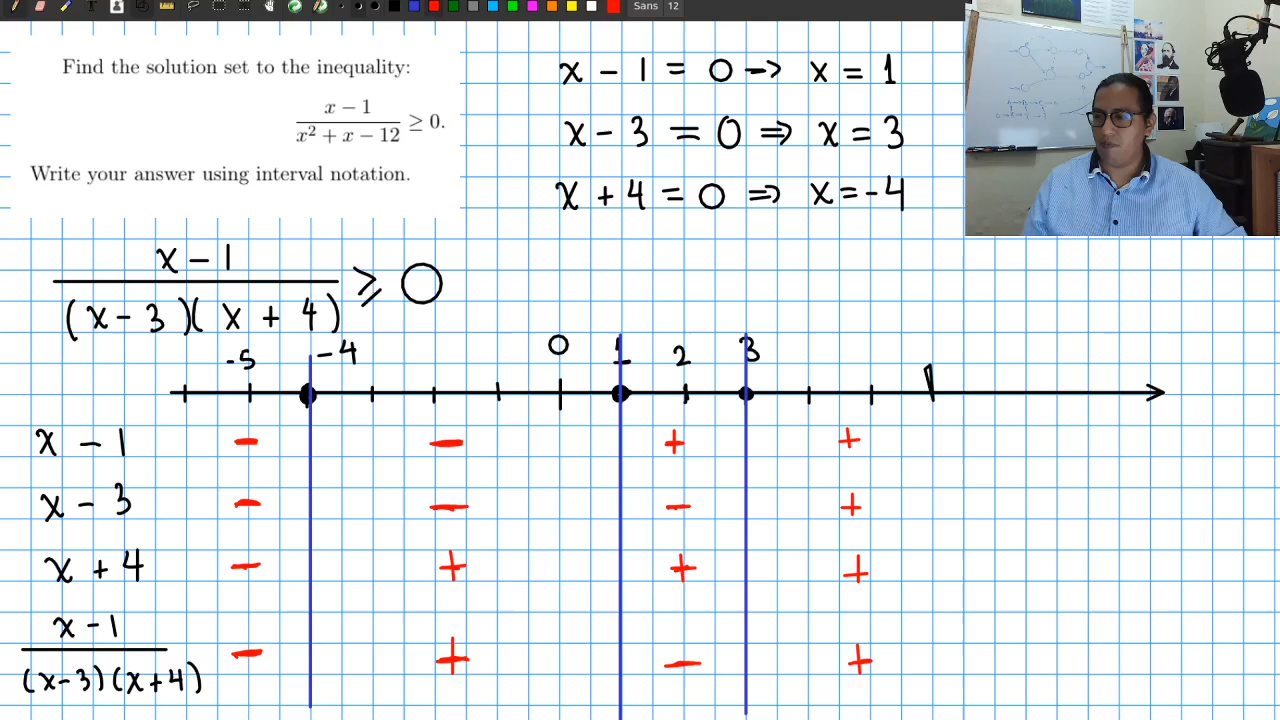 Sans 12
Find the solution set to the inequality:
x − 1
x² + x − 12
≥ 0.
Write your answer using interval notation.
x - 1 = 0 -> x = 1
x - 3 = 0 ⇒ x = 3
x + 4 = 0 ⇒ x = -4
x - 1
(x - 3)(x + 4)
≥ 0
-5 -4 0 1 2 3
x - 1 - - + +
x - 3 - - - +
x + 4 - + + +
x - 1
(x-3)(x+4) - + - +